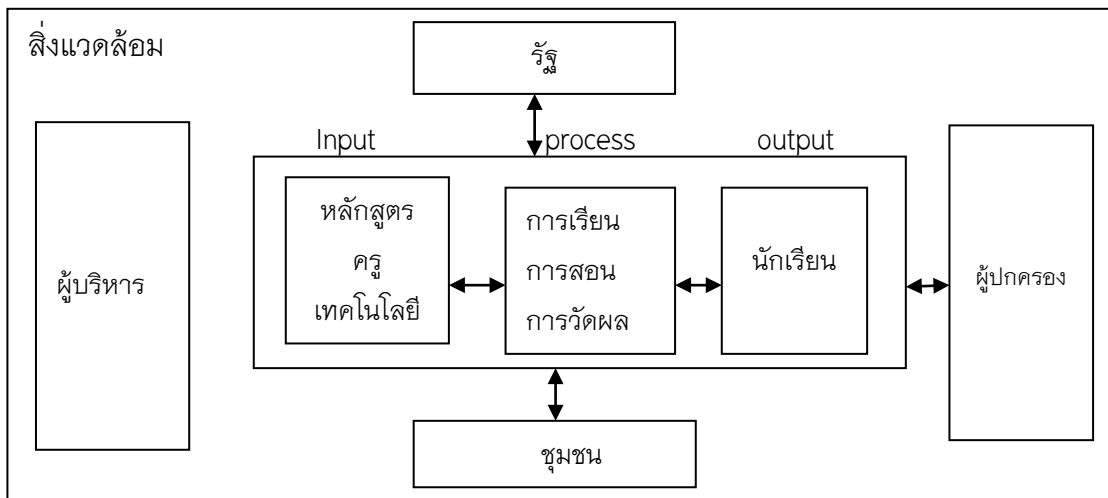 สิ่งแวดล้อม
รัฐ
Input
process
output
ผู้บริหาร
หลักสูตร
ครู
เทคโนโลยี
การเรียน
การสอน
การวัดผล
นักเรียน
ผู้ปกครอง
ชุมชน